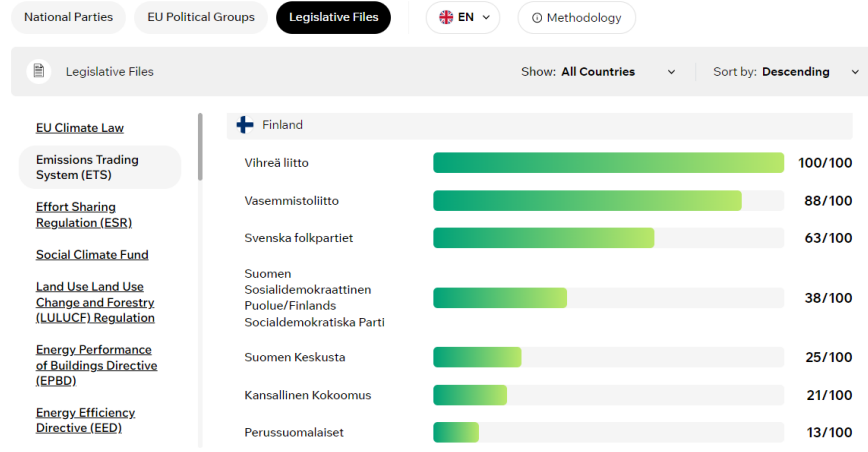 National Parties EU Political Groups Legislative Files EN Methodology
Legislative Files Show: All Countries Sort by: Descending
EU Climate Law
Emissions Trading
System (ETS)
Effort Sharing
Regulation (ESR)
Social Climate Fund
Land Use Land Use
Change and Forestry
(LULUCF) Regulation
Energy Performance
of Buildings Directive
(EPBD)
Energy Efficiency
Directive (EED)
Finland
Vihreä liitto 100/100
Vasemmistoliitto 88/100
Svenska folkpartiet 63/100
Suomen
Sosialidemokraattinen
Puolue/Finlands
Socialdemokratiska Parti 38/100
Suomen Keskusta 25/100
Kansallinen Kokoomus 21/100
Perussuomalaiset 13/100